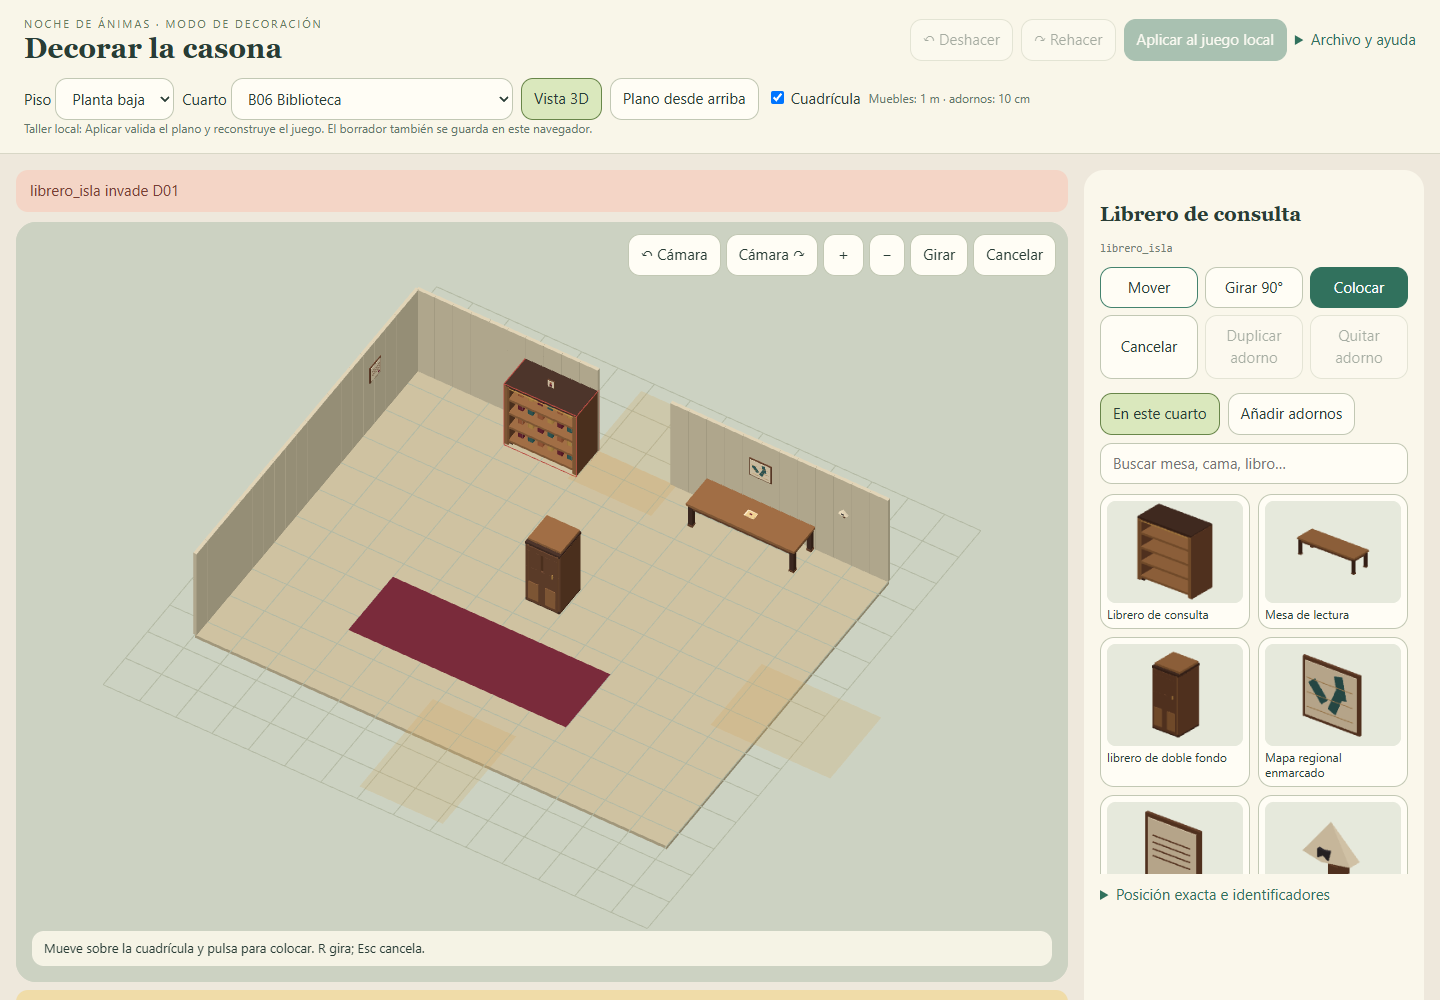 NOCHE DE ÁNIMAS · MODO DE DECORACIÓN
Decorar la casona
↶ Deshacer
↷ Rehacer
Aplicar al juego local
▶ Archivo y ayuda
Piso
Planta baja
Cuarto
B06 Biblioteca
Vista 3D
Plano desde arriba
Cuadrícula
Muebles: 1 m · adornos: 10 cm
Taller local: Aplicar valida el plano y reconstruye el juego. El borrador también se guarda en este navegador.
librero_isla invade D01
↶ Cámara
Cámara ↷
+
−
Girar
Cancelar
Mueve sobre la cuadrícula y pulsa para colocar. R gira; Esc cancela.
Librero de consulta
librero_isla
Mover
Girar 90°
Colocar
Cancelar
Duplicar
adorno
Quitar
adorno
En este cuarto
Añadir adornos
Buscar mesa, cama, libro...
Librero de consulta
Mesa de lectura
librero de doble fondo
Mapa regional
enmarcado
▶ Posición exacta e identificadores